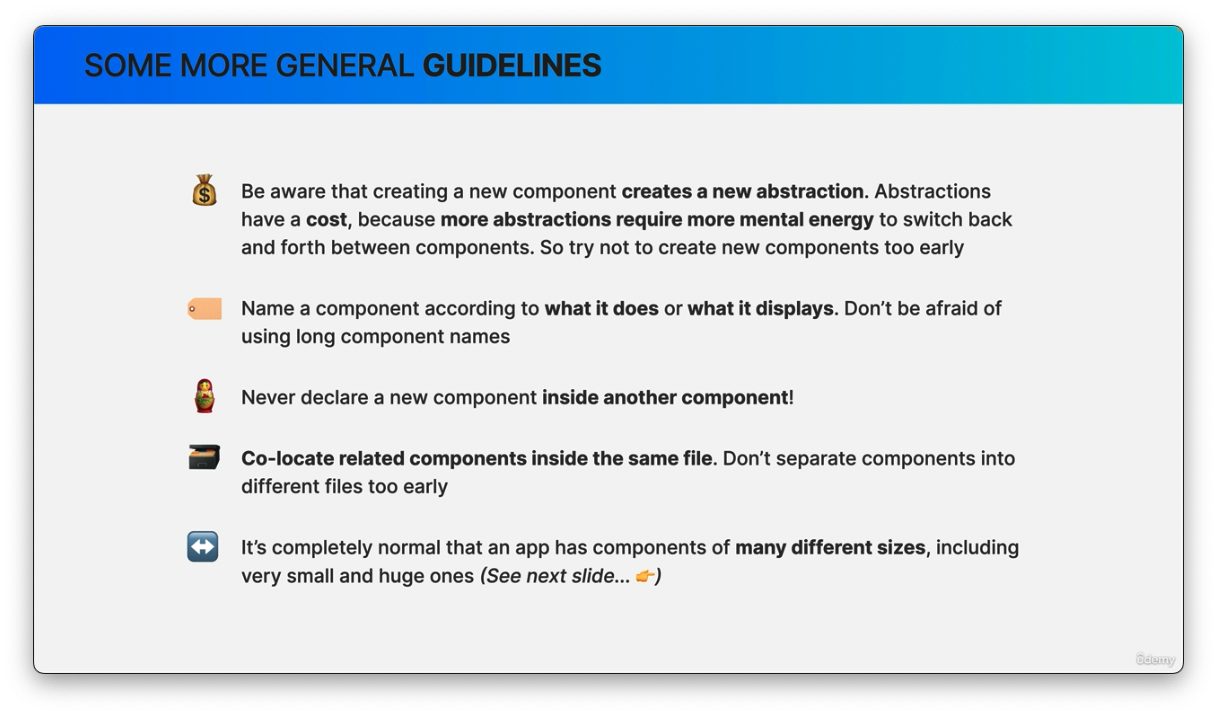 SOME MORE GENERAL GUIDELINES
Be aware that creating a new component creates a new abstraction. Abstractions
have a cost, because more abstractions require more mental energy to switch back
and forth between components. So try not to create new components too early
Name a component according to what it does or what it displays. Don’t be afraid of
using long component names
Never declare a new component inside another component!
Co-locate related components inside the same file. Don’t separate components into
different files too early
It’s completely normal that an app has components of many different sizes, including
very small and huge ones (See next slide... 👉)
ûdemy